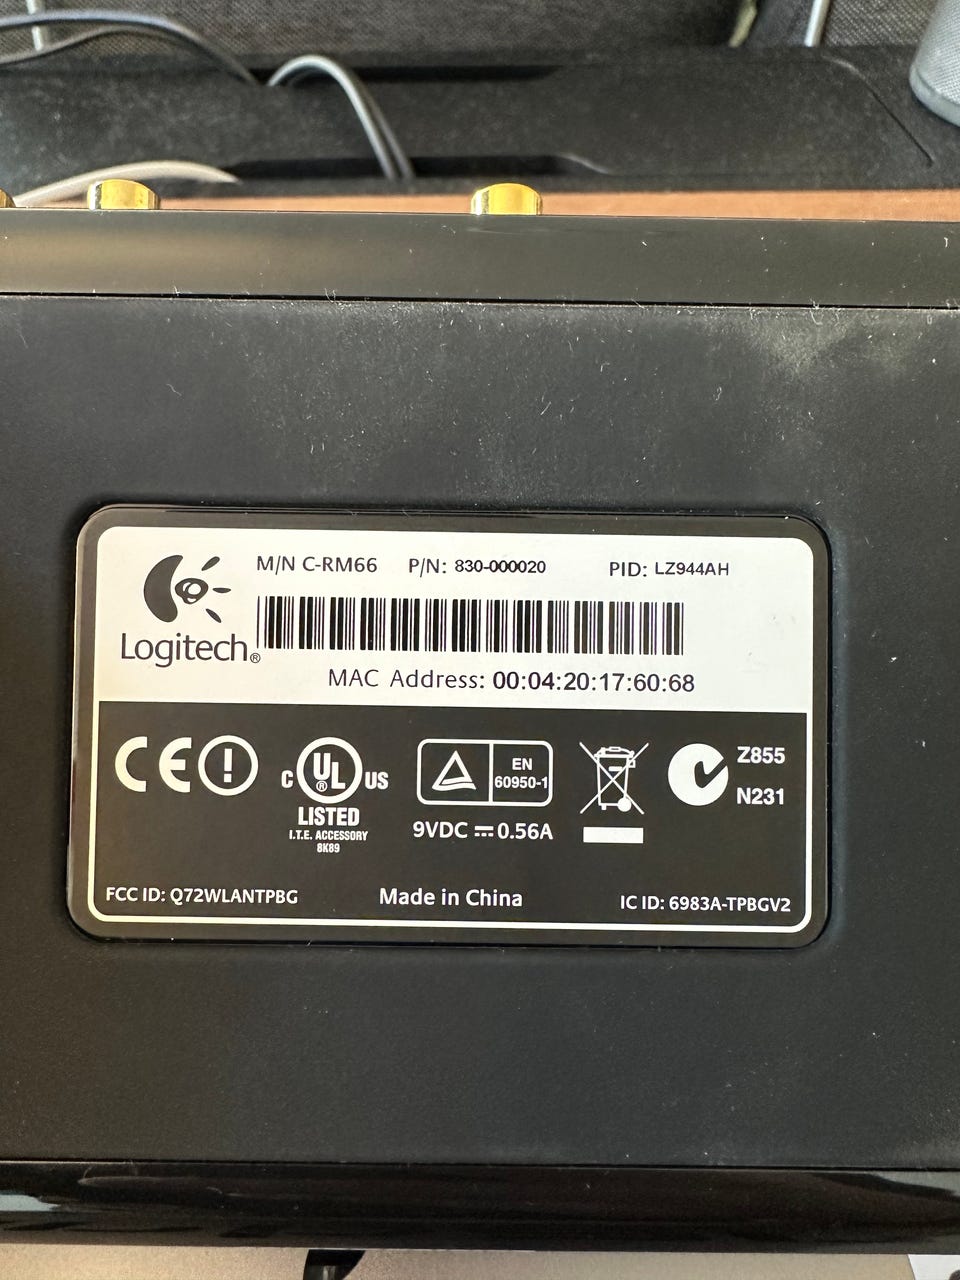 M/N C-RM66 P/N: 830-000020 PID: LZ944AH
Logitech®
MAC Address: 00:04:20:17:60:68
CE
C UL® US
LISTED
I.T.E. ACCESSORY
8K89
EN
60950-1
9VDC ⎓ 0.56A
Z855
N231
FCC ID: Q72WLANTPBG Made in China IC ID: 6983A-TPBGV2